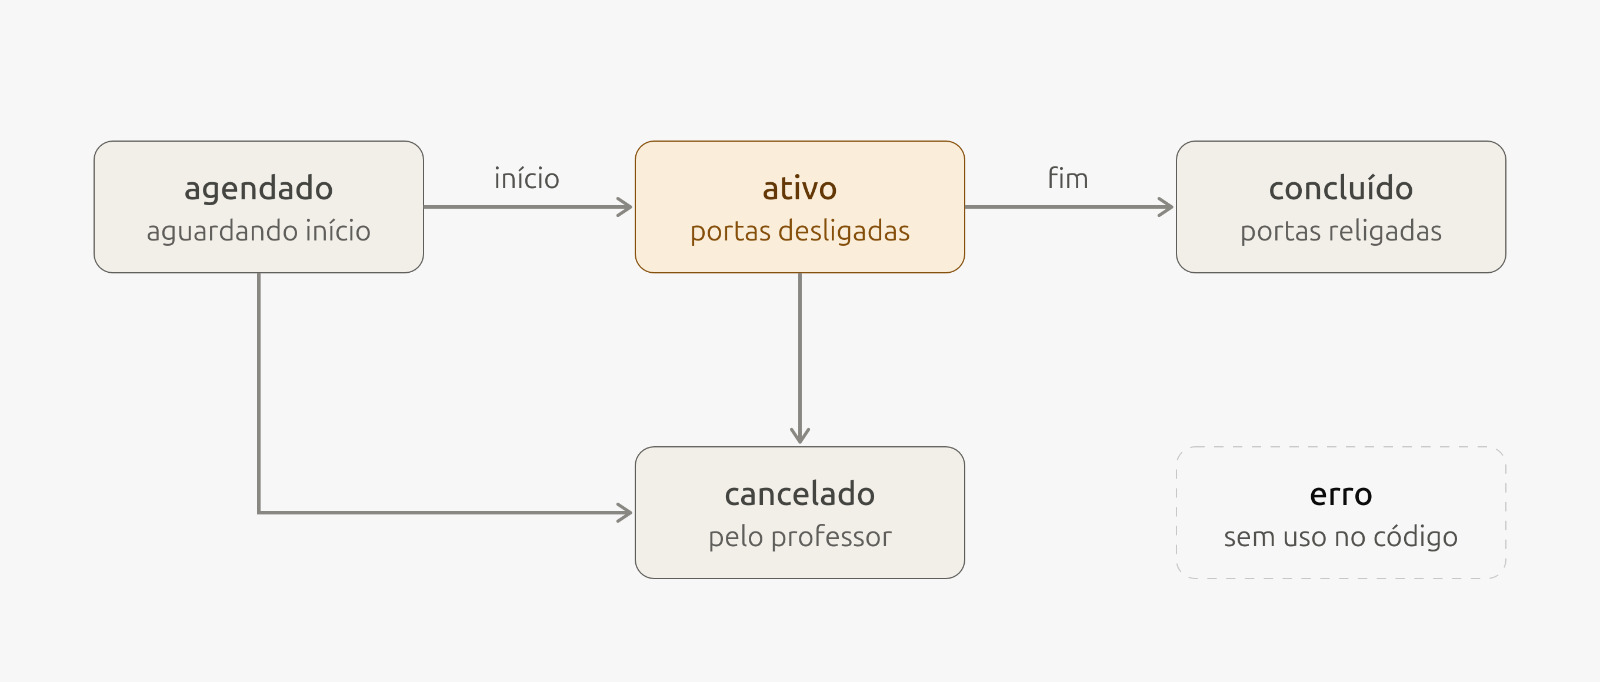 agendado
aguardando início
início
ativo
portas desligadas
fim
concluído
portas religadas
cancelado
pelo professor
erro
sem uso no código